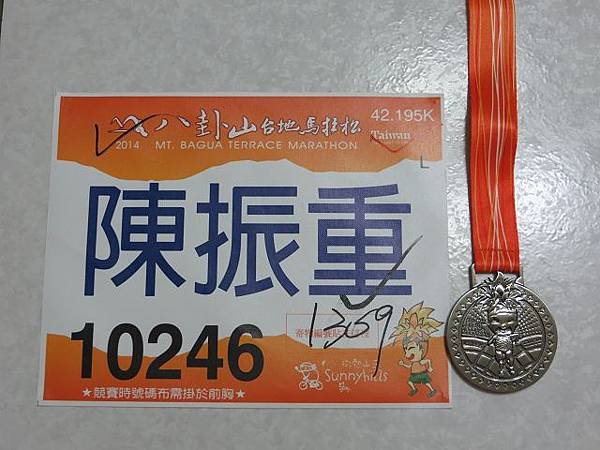 八卦山台地馬拉松
42.195K
Taiwan
2014 MT. BAGUA TERRACE MARATHON
L
陳振重
1359
10246
Sunnyhills
★競賽時號碼布需掛於前胸★